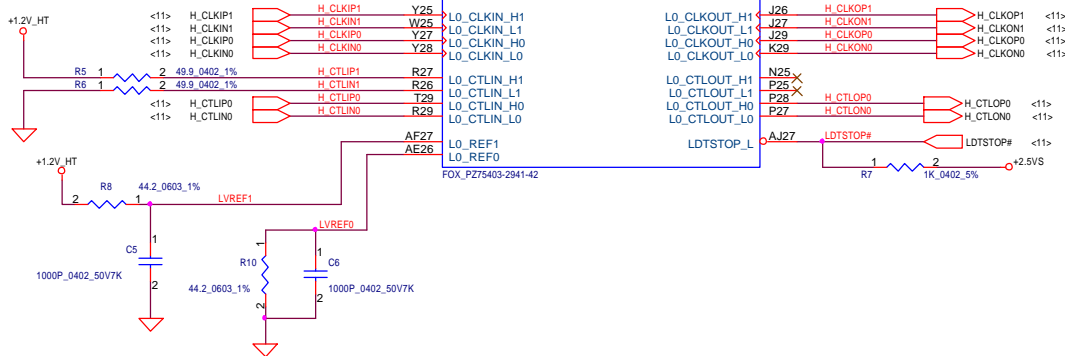 <11> H_CLKIP1 H_CLKIP1 Y25 L0_CLKIN_H1 L0_CLKOUT_H1 J26 H_CLKOP1 H_CLKOP1 <11>
+1.2V_HT <11> H_CLKIN1 H_CLKIN1 W25 L0_CLKIN_L1 L0_CLKOUT_L1 J27 H_CLKON1 H_CLKON1 <11>
<11> H_CLKIP0 H_CLKIP0 Y27 L0_CLKIN_H0 L0_CLKOUT_H0 J29 H_CLKOP0 H_CLKOP0 <11>
<11> H_CLKIN0 H_CLKIN0 Y28 L0_CLKIN_L0 L0_CLKOUT_L0 K29 H_CLKON0 H_CLKON0 <11>
R5 1 2 49.9_0402_1% H_CTLIP1 R27 L0_CTLIN_H1 L0_CTLOUT_H1 N25
R6 1 2 49.9_0402_1% H_CTLIN1 R26 L0_CTLIN_L1 L0_CTLOUT_L1 P25
<11> H_CTLIP0 H_CTLIP0 T29 L0_CTLIN_H0 L0_CTLOUT_H0 P28 H_CTLOP0 H_CTLOP0 <11>
<11> H_CTLIN0 H_CTLIN0 R29 L0_CTLIN_L0 L0_CTLOUT_L0 P27 H_CTLON0 H_CTLON0 <11>
AF27 L0_REF1 LDTSTOP_L AJ27 LDTSTOP# LDTSTOP# <11>
AE26 L0_REF0
+1.2V_HT
R7 1 2 1K_0402_5% +2.5VS
FOX_PZ75403-2941-42
R8 2 1 44.2_0603_1% LVREF1
LVREF0
C5 1 2
1000P_0402_50V7K
R10 1 2
44.2_0603_1%
C6 1 2
1000P_0402_50V7K